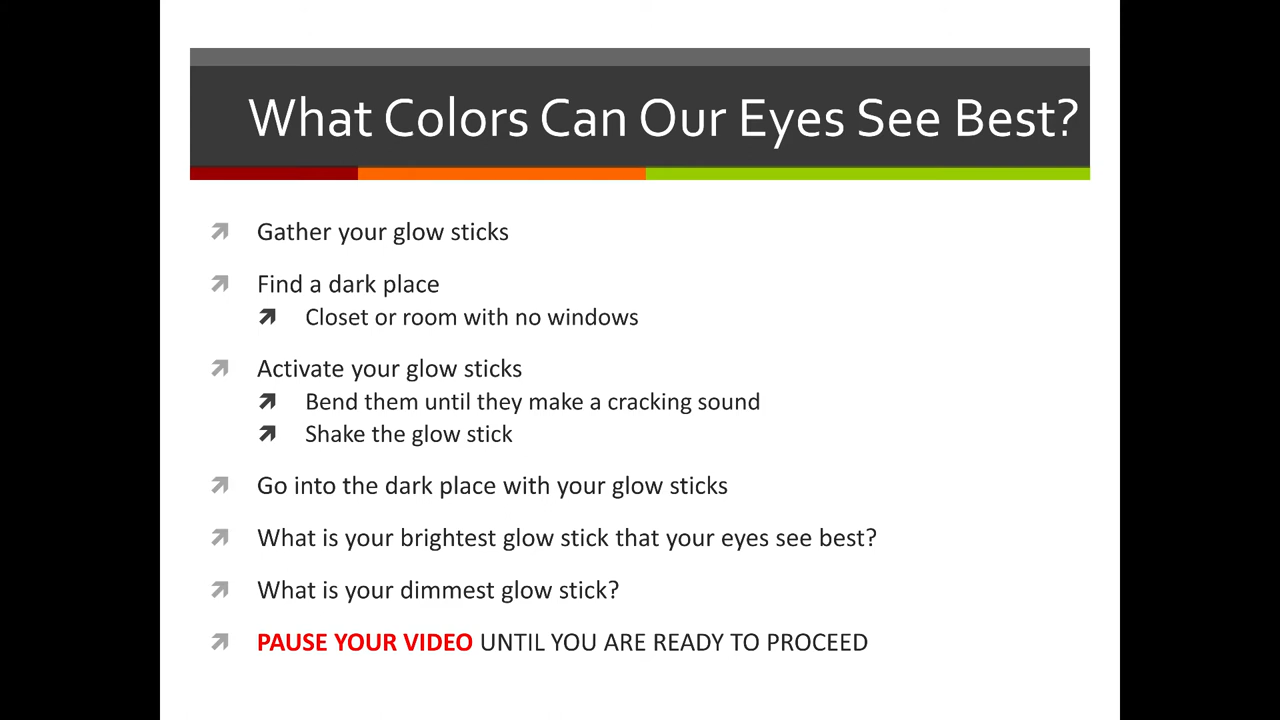 What Colors Can Our Eyes See Best?
Gather your glow sticks
Find a dark place
Closet or room with no windows
Activate your glow sticks
Bend them until they make a cracking sound
Shake the glow stick
Go into the dark place with your glow sticks
What is your brightest glow stick that your eyes see best?
What is your dimmest glow stick?
PAUSE YOUR VIDEO UNTIL YOU ARE READY TO PROCEED